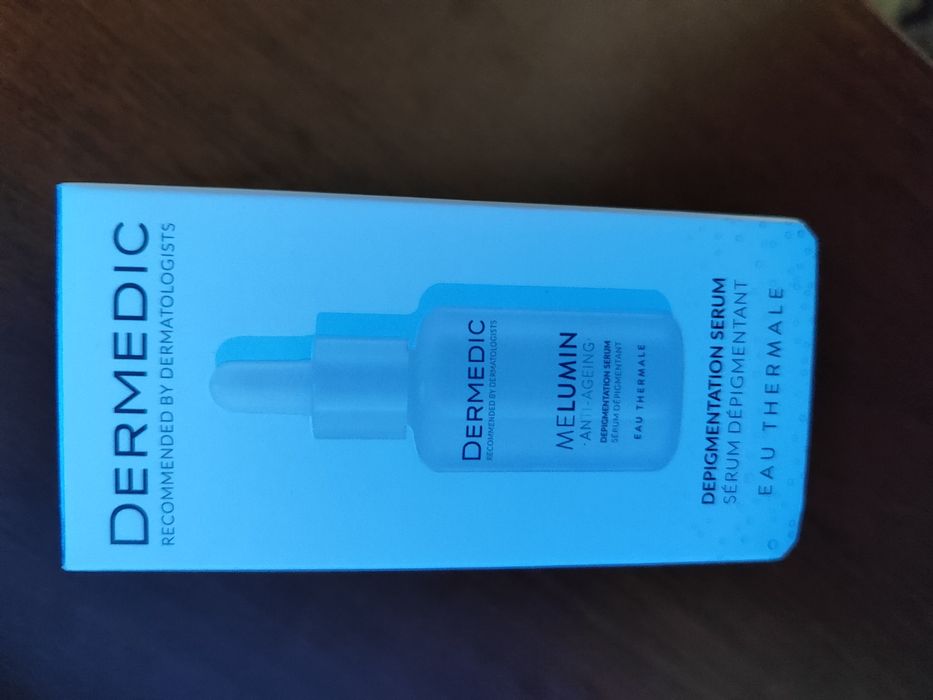 DERMEDIC
RECOMMENDED BY DERMATOLOGISTS
DERMEDIC
RECOMMENDED BY DERMATOLOGISTS
MELUMIN
·ANTI-AGEING·
DEPIGMENTATION SERUM
SÉRUM DÉPIGMENTANT
EAU THERMALE
DEPIGMENTATION SERUM
SÉRUM DÉPIGMENTANT
EAU THERMALE